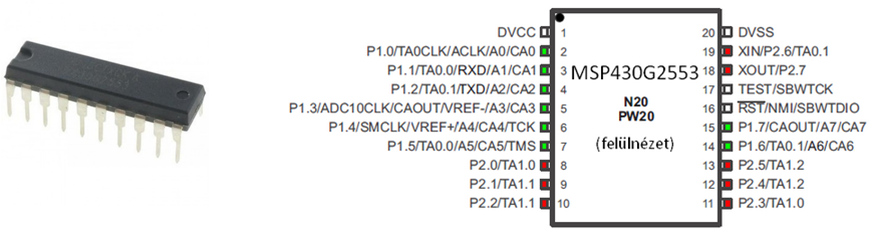 DVCC 1 20 DVSS
P1.0/TA0CLK/ACLK/A0/CA0 2 19 XIN/P2.6/TA0.1
P1.1/TA0.0/RXD/A1/CA1 3 MSP430G2553 18 XOUT/P2.7
P1.2/TA0.1/TXD/A2/CA2 4 17 TEST/SBWTCK
P1.3/ADC10CLK/CAOUT/VREF-/A3/CA3 5 N20 16 RST/NMI/SBWTDIO
PW20
P1.4/SMCLK/VREF+/A4/CA4/TCK 6 15 P1.7/CAOUT/A7/CA7
P1.5/TA0.0/A5/CA5/TMS 7 (felülnézet) 14 P1.6/TA0.1/A6/CA6
P2.0/TA1.0 8 13 P2.5/TA1.2
P2.1/TA1.1 9 12 P2.4/TA1.2
P2.2/TA1.1 10 11 P2.3/TA1.0